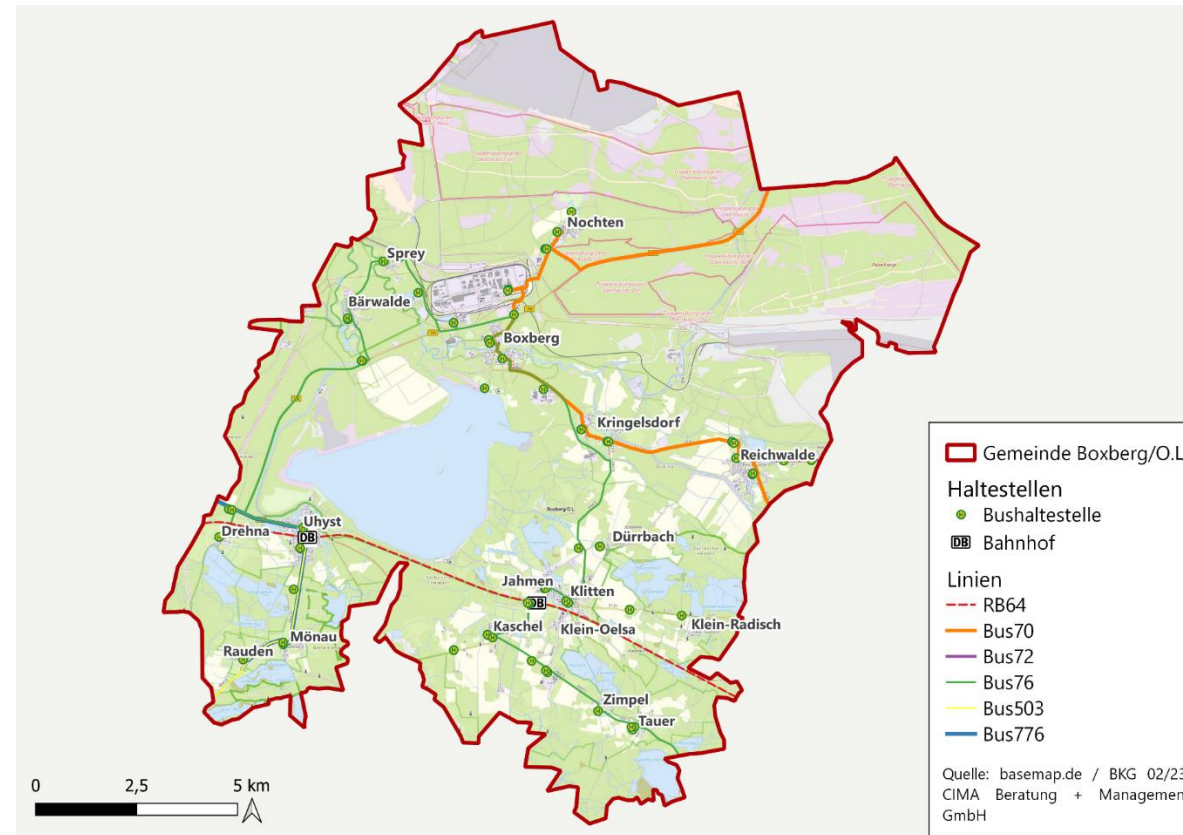 Nochten
Sprey
Bärwalde
Boxberg
Kringelsdorf
Reichwalde
Uhyst
Drehna
DB
Dürrbach
Jahmen
Klitten
DB
Kaschel
Klein-Oelsa
Klein-Radisch
Mönau
Rauden
Zimpel
Tauer
0 2,5 5 km
Gemeinde Boxberg/O.L
Haltestellen
H Bushaltestelle
DB Bahnhof
Linien
RB64
Bus70
Bus72
Bus76
Bus503
Bus776
Quelle: basemap.de / BKG 02/23
CIMA Beratung + Managemen
GmbH